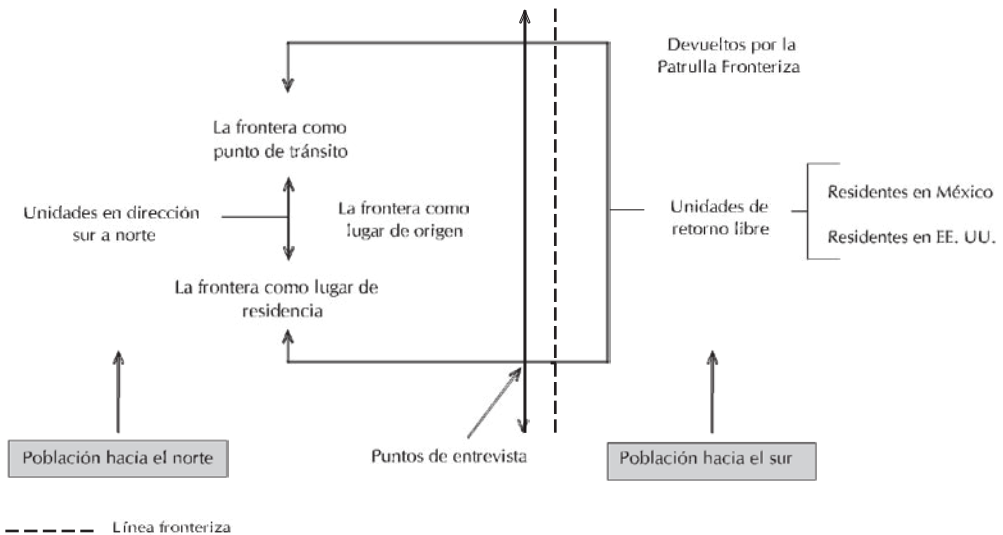 Devueltos por la
Patrulla Fronteriza
La frontera como
punto de tránsito
Unidades en dirección
sur a norte
La frontera como
lugar de origen
Unidades de
retorno libre
Residentes en México
Residentes en EE. UU.
La frontera como lugar de
residencia
Población hacia el norte
Puntos de entrevista
Población hacia el sur
Línea fronteriza